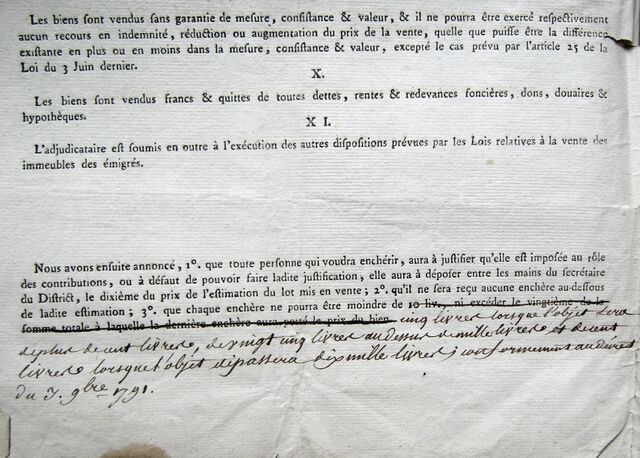 Les biens sont vendus sans garantie de mesure, consistance & valeur, & il ne pourra être exercé respectivement
aucun recours en indemnité, réduction ou augmentation du prix de la vente, quelle que puisse être la différence
existante en plus ou en moins dans la mesure, consistance & valeur, excepté le cas prévu par l'article 25 de la
Loi du 3 Juin dernier.
X.
Les biens sont vendus francs & quittes de toutes dettes, rentes & redevances foncières, dons, douaires &
hypothèques.
XI.
L'adjudicataire est soumis en outre à l'exécution des autres dispositions prévues par les Lois relatives à la vente des
immeubles des émigrés.
Nous avons ensuite annoncé, 1°. que toute personne qui voudra enchérir, aura à justifier qu'elle est imposée au rôle
des contributions, ou à défaut de pouvoir faire ladite justification, elle aura à déposer entre les mains du secrétaire
du District, le dixième du prix de l'estimation du lot mis en vente; 2°. qu'il ne sera reçu aucune enchère au-dessous
de ladite estimation; 3°. que chaque enchère ne pourra être moindre de 10 liv., ni excéder le vingtième de la
somme totale à laquelle la dernière enchère aura porté le prix du bien cinq livres lorsque l'objet sera
de plus de cent livres, de vingt cinq livres au dessus de mille livres, et de cent
livres lorsque l'objet dépassera dix mille livres; conformément au décret
du 3. 9bre 1791.